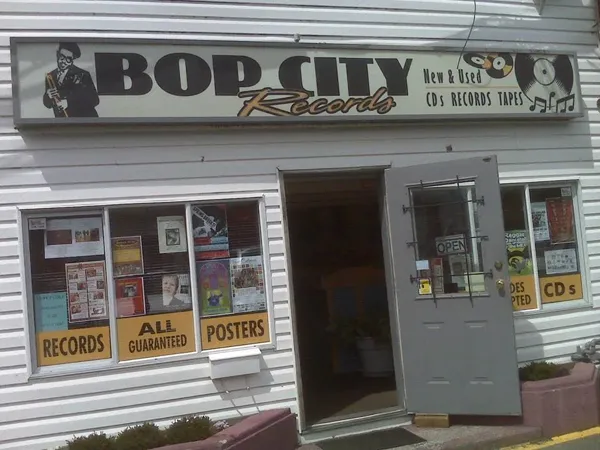 BOP CITY
Records
New & Used
CDs RECORDS TAPES
OPEN
RECORDS
ALL
GUARANTEED
POSTERS
CDs